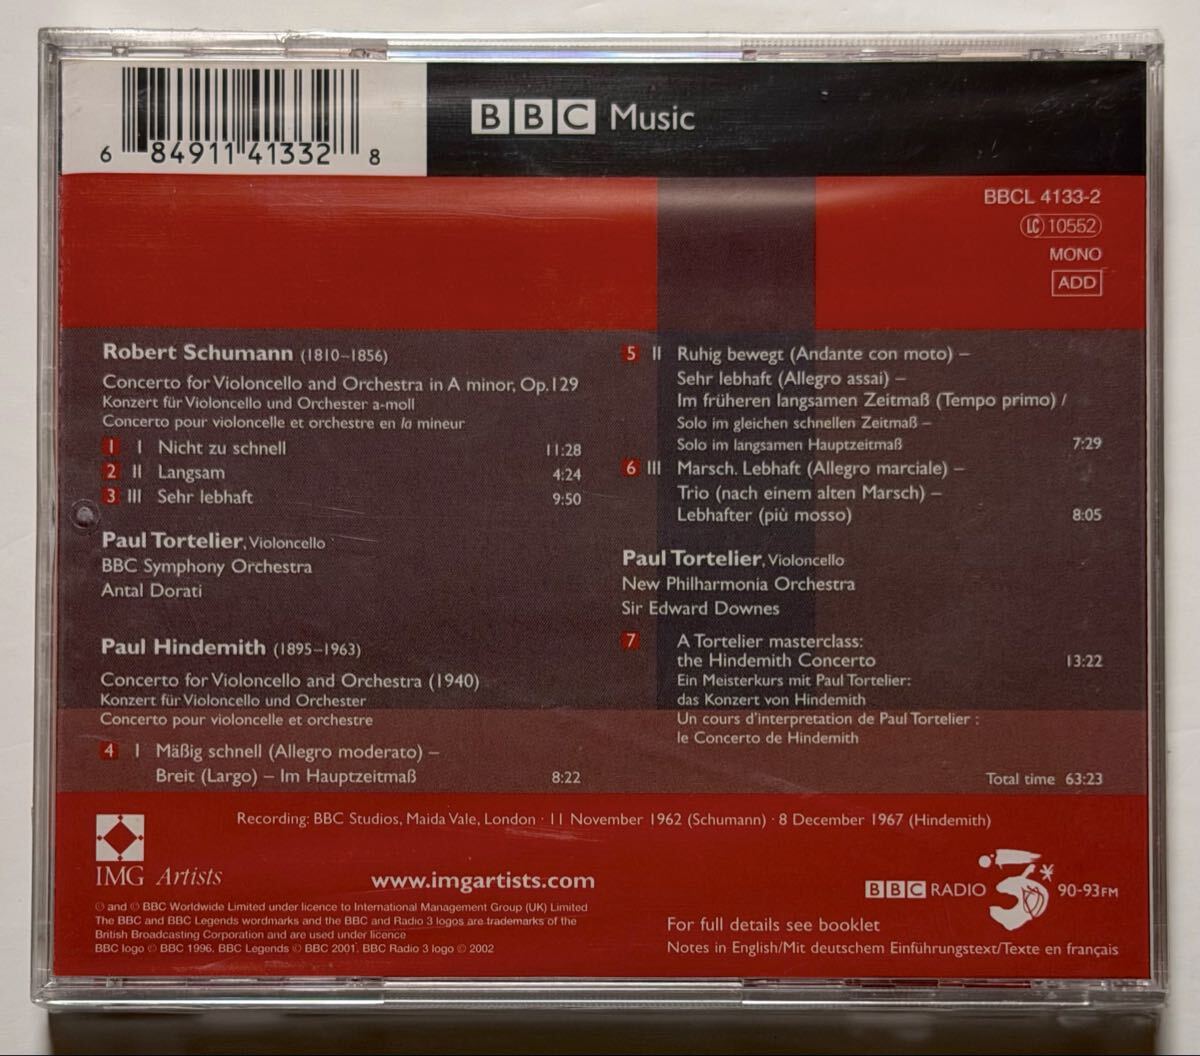 6 84911 41332 8
BBC Music
BBCL 4133-2
LC 10552
MONO
ADD
Robert Schumann (1810–1856)
Concerto for Violoncello and Orchestra in A minor, Op.129
Konzert für Violoncello und Orchester a-moll
Concerto pour violoncelle et orchestre en la mineur
1 I Nicht zu schnell 11:28
2 II Langsam 4:24
3 III Sehr lebhaft 9:50
Paul Tortelier, Violoncello
BBC Symphony Orchestra
Antal Dorati
Paul Hindemith (1895–1963)
Concerto for Violoncello and Orchestra (1940)
Konzert für Violoncello und Orchester
Concerto pour violoncelle et orchestre
4 I Mäßig schnell (Allegro moderato) –
Breit (Largo) – Im Hauptzeitmaß 8:22
5 II Ruhig bewegt (Andante con moto) –
Sehr lebhaft (Allegro assai) –
Im früheren langsamen Zeitmaß (Tempo primo) /
Solo im gleichen schnellen Zeitmaß –
Solo im langsamen Hauptzeitmaß 7:29
6 III Marsch. Lebhaft (Allegro marciale) –
Trio (nach einem alten Marsch) –
Lebhafter (più mosso) 8:05
Paul Tortelier, Violoncello
New Philharmonia Orchestra
Sir Edward Downes
7 A Tortelier masterclass:
the Hindemith Concerto 13:22
Ein Meisterkurs mit Paul Tortelier:
das Konzert von Hindemith
Un cours d'interpretation de Paul Tortelier :
le Concerto de Hindemith
Total time 63:23
Recording: BBC Studios, Maida Vale, London · 11 November 1962 (Schumann) · 8 December 1967 (Hindemith)
IMG Artists
www.imgartists.com
℗ and © BBC Worldwide Limited under licence to International Management Group (UK) Limited
The BBC and BBC Legends wordmarks and the BBC and Radio 3 logos are trademarks of the
British Broadcasting Corporation and are used under licence
BBC logo © BBC 1996. BBC Legends © BBC 2001. BBC Radio 3 logo © 2002
BBC RADIO 3 90-93FM
For full details see booklet
Notes in English/Mit deutschem Einführungstext/Texte en français